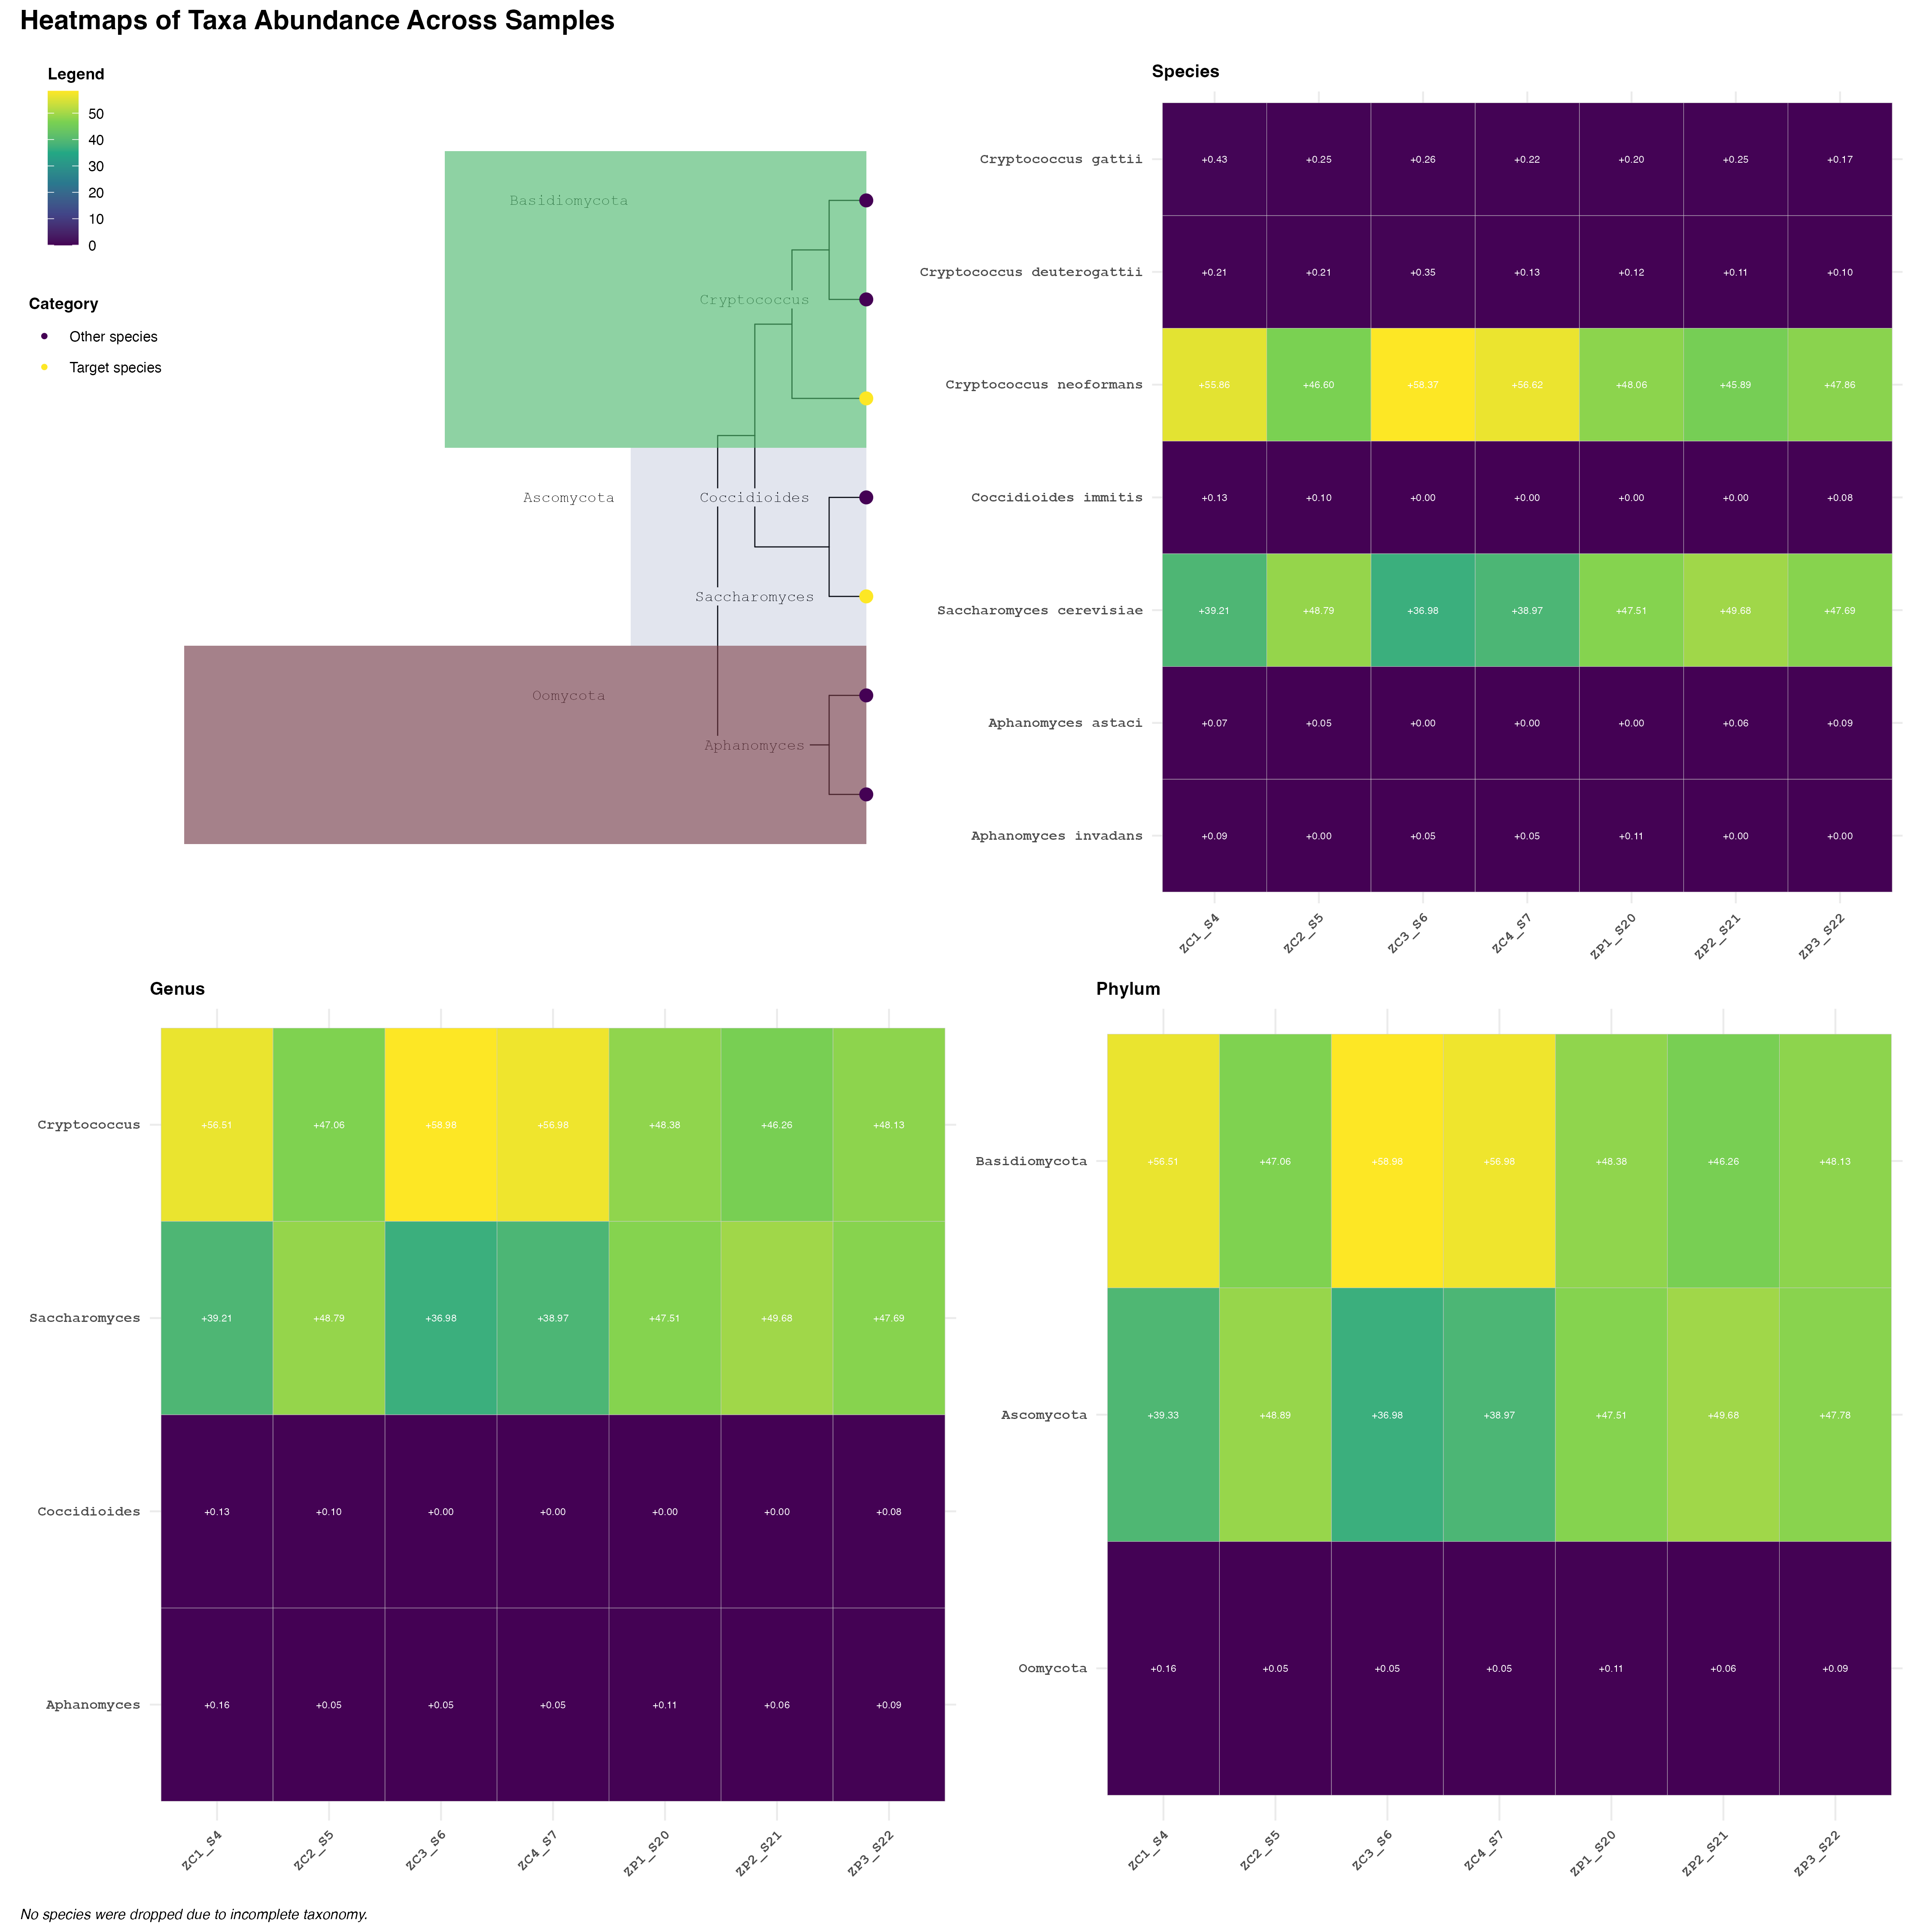 Heatmaps of Taxa Abundance Across Samples
Legend
50
40
30
20
10
0
Category
Other species
Target species
Basidiomycota
Cryptococcus
Ascomycota
Coccidioides
Saccharomyces
Oomycota
Aphanomyces
Species
Cryptococcus gattii +0.43 +0.25 +0.26 +0.22 +0.20 +0.25 +0.17
Cryptococcus deuterogattii +0.21 +0.21 +0.35 +0.13 +0.12 +0.11 +0.10
Cryptococcus neoformans +55.86 +46.60 +58.37 +56.62 +48.06 +45.89 +47.86
Coccidioides immitis +0.13 +0.10 +0.00 +0.00 +0.00 +0.00 +0.08
Saccharomyces cerevisiae +39.21 +48.79 +36.98 +38.97 +47.51 +49.68 +47.69
Aphanomyces astaci +0.07 +0.05 +0.00 +0.00 +0.00 +0.06 +0.09
Aphanomyces invadans +0.09 +0.00 +0.05 +0.05 +0.11 +0.00 +0.00
ZC1_S4 ZC2_S5 ZC3_S6 ZC4_S7 ZP1_S20 ZP2_S21 ZP3_S22
Genus
Cryptococcus +56.51 +47.06 +58.98 +56.98 +48.38 +46.26 +48.13
Saccharomyces +39.21 +48.79 +36.98 +38.97 +47.51 +49.68 +47.69
Coccidioides +0.13 +0.10 +0.00 +0.00 +0.00 +0.00 +0.08
Aphanomyces +0.16 +0.05 +0.05 +0.05 +0.11 +0.06 +0.09
ZC1_S4 ZC2_S5 ZC3_S6 ZC4_S7 ZP1_S20 ZP2_S21 ZP3_S22
Phylum
Basidiomycota +56.51 +47.06 +58.98 +56.98 +48.38 +46.26 +48.13
Ascomycota +39.33 +48.89 +36.98 +38.97 +47.51 +49.68 +47.78
Oomycota +0.16 +0.05 +0.05 +0.05 +0.11 +0.06 +0.09
ZC1_S4 ZC2_S5 ZC3_S6 ZC4_S7 ZP1_S20 ZP2_S21 ZP3_S22
No species were dropped due to incomplete taxonomy.